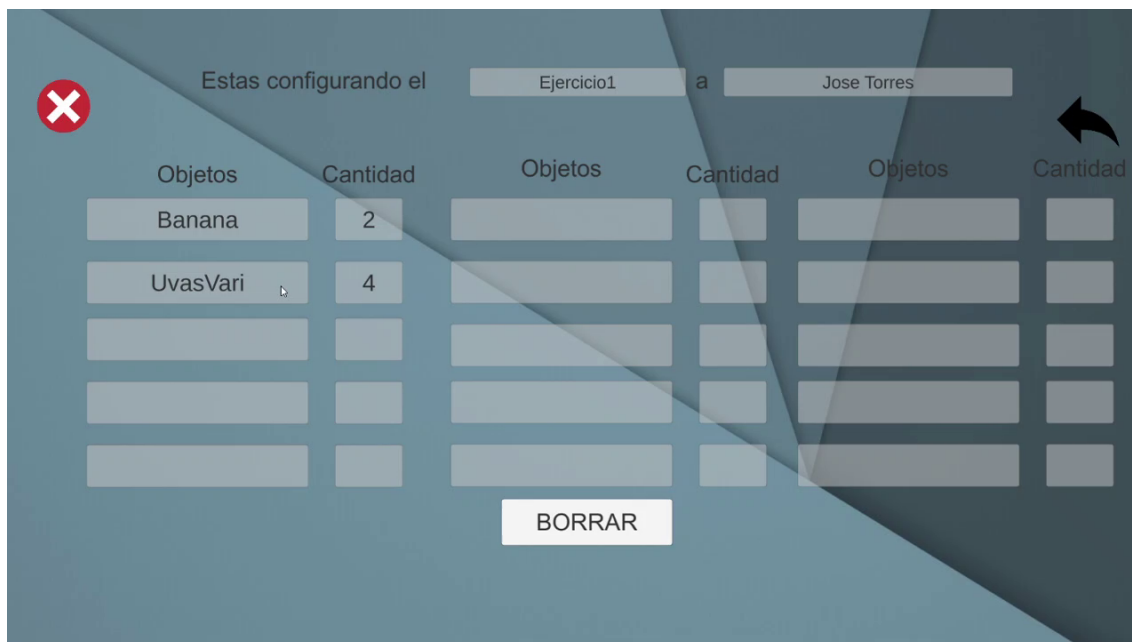 Estas configurando el Ejercicio1 a Jose Torres
Objetos Cantidad Objetos Cantidad Objetos Cantidad
Banana 2
UvasVari 4
BORRAR